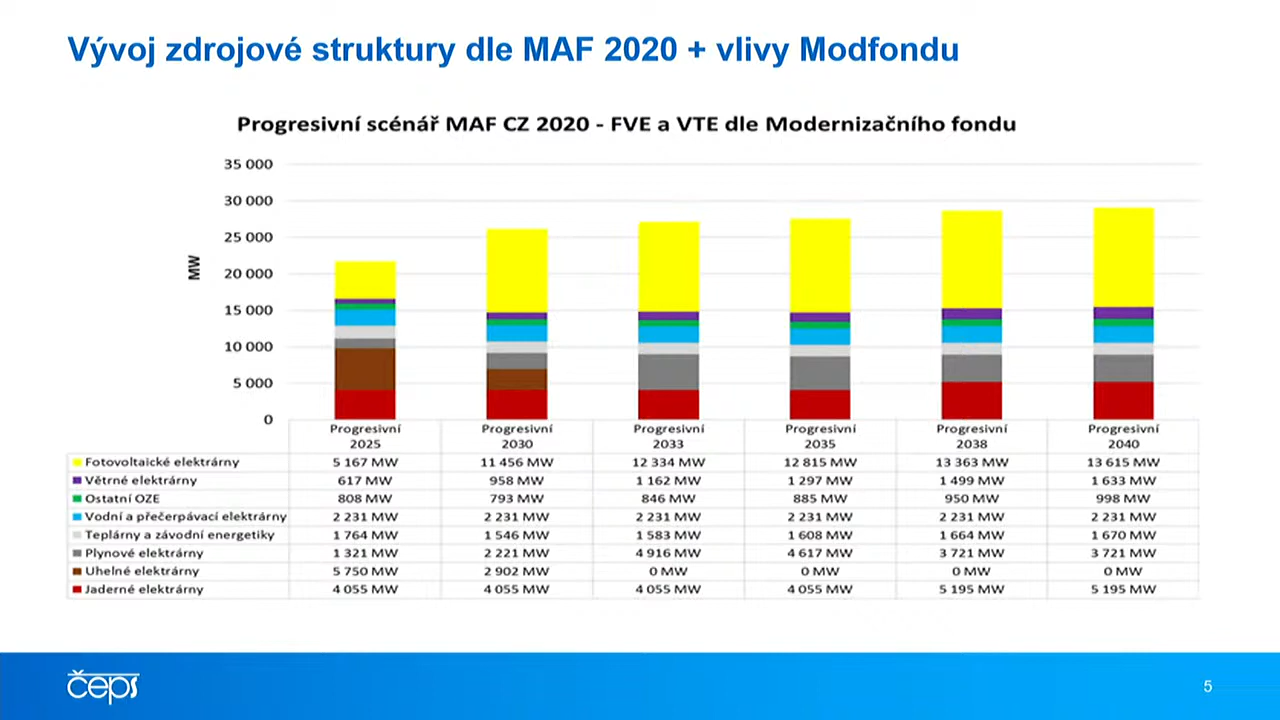 Vývoj zdrojové struktury dle MAF 2020 + vlivy Modfondu
Progresivní scénář MAF CZ 2020 - FVE a VTE dle Modernizačního fondu
35 000
30 000
25 000
20 000
15 000
10 000
5 000
0
MW
Progresivní Progresivní Progresivní Progresivní Progresivní Progresivní
2025 2030 2033 2035 2038 2040
Fotovoltaické elektrárny 5 167 MW 11 456 MW 12 334 MW 12 815 MW 13 363 MW 13 615 MW
Větrné elektrárny 617 MW 958 MW 1 162 MW 1 297 MW 1 499 MW 1 633 MW
Ostatní OZE 808 MW 793 MW 846 MW 885 MW 950 MW 998 MW
Vodní a přečerpávací elektrárny 2 231 MW 2 231 MW 2 231 MW 2 231 MW 2 231 MW 2 231 MW
Teplárny a závodní energetiky 1 764 MW 1 546 MW 1 583 MW 1 608 MW 1 664 MW 1 670 MW
Plynové elektrárny 1 321 MW 2 221 MW 4 916 MW 4 617 MW 3 721 MW 3 721 MW
Uhelné elektrárny 5 750 MW 2 902 MW 0 MW 0 MW 0 MW 0 MW
Jaderné elektrárny 4 055 MW 4 055 MW 4 055 MW 4 055 MW 5 195 MW 5 195 MW
čeps
5